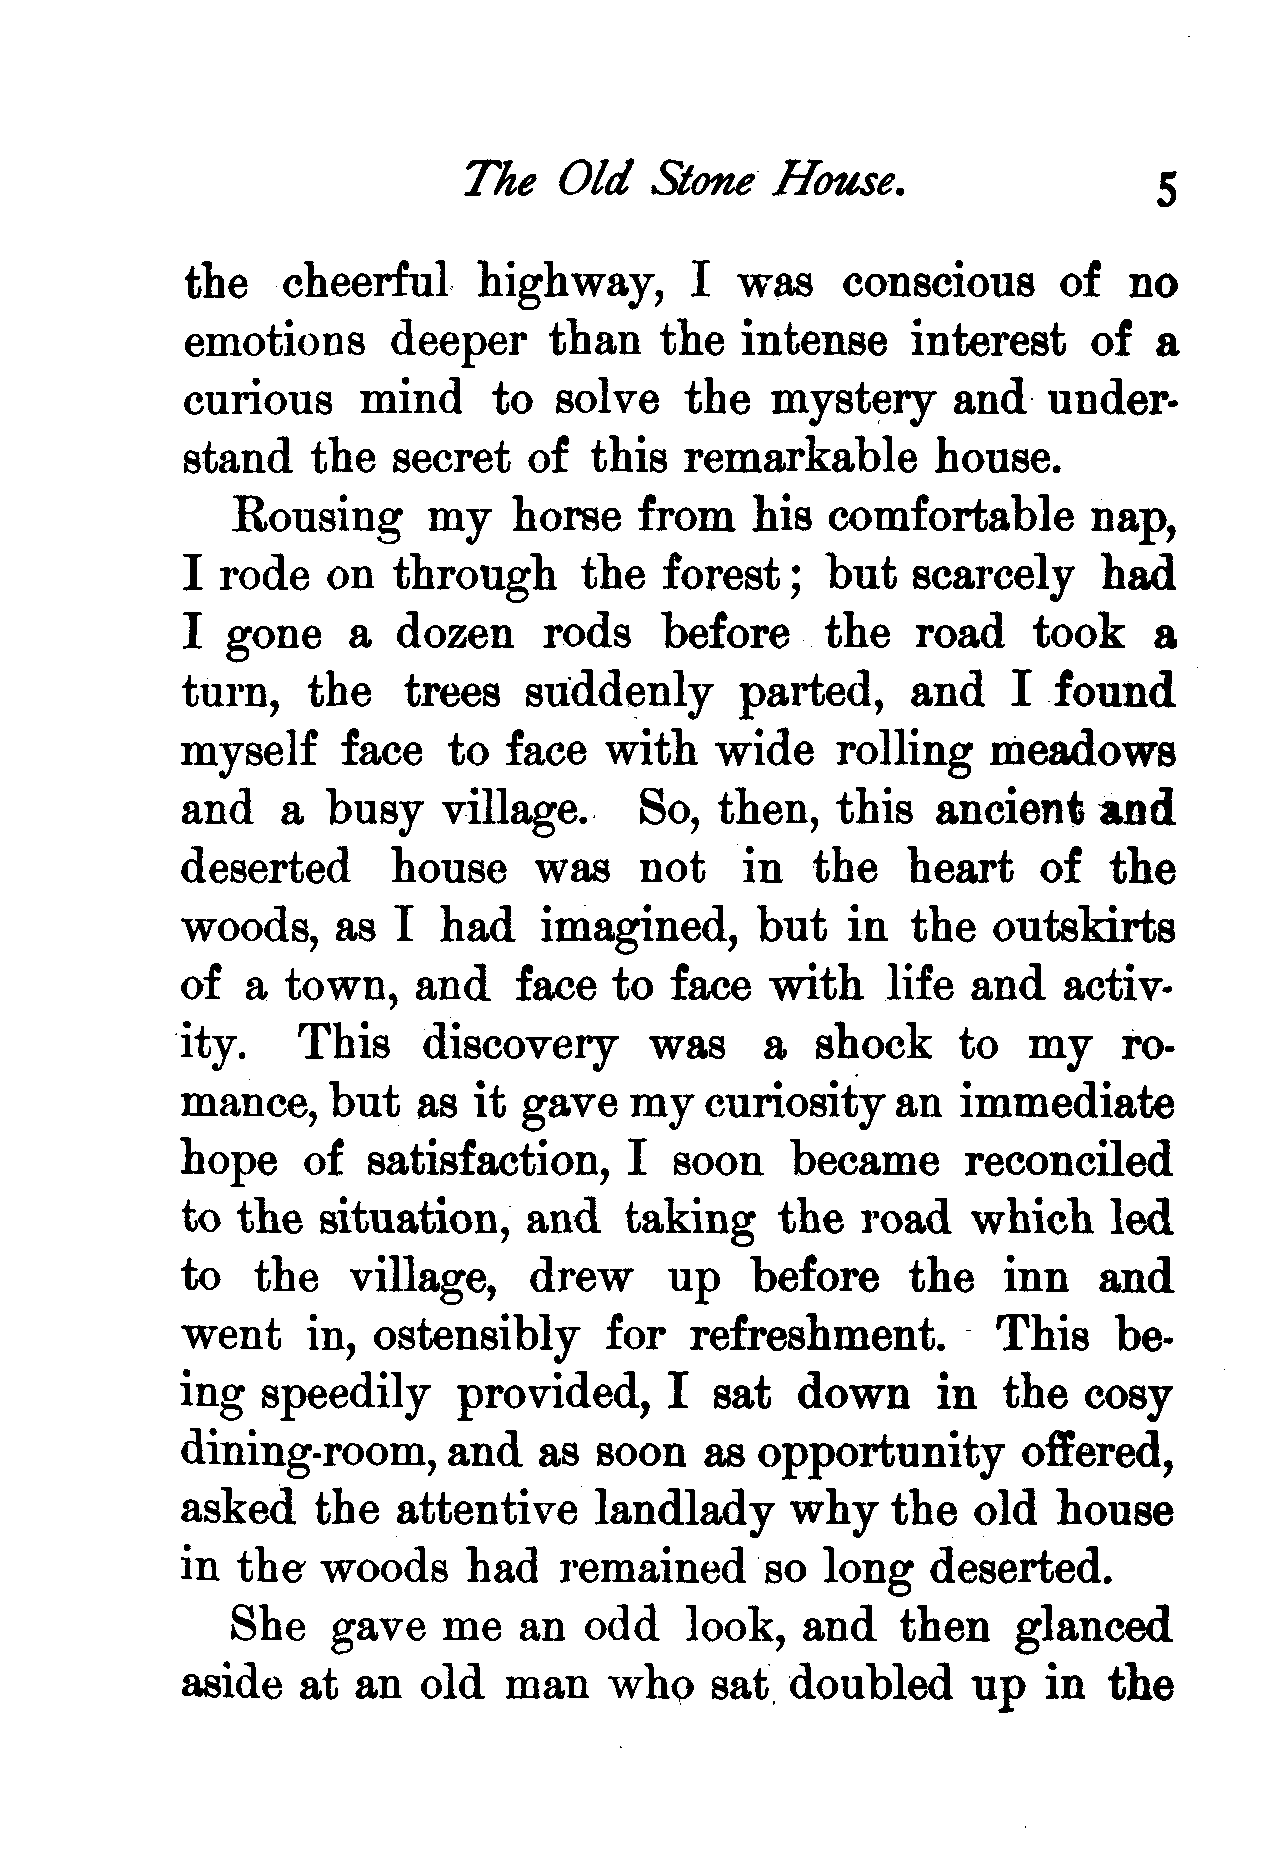 The Old Stone House. 5
the cheerful highway, I was conscious of no
emotions deeper than the intense interest of a
curious mind to solve the mystery and under-
stand the secret of this remarkable house.
Rousing my horse from his comfortable nap,
I rode on through the forest; but scarcely had
I gone a dozen rods before the road took a
turn, the trees suddenly parted, and I found
myself face to face with wide rolling meadows
and a busy village. So, then, this ancient and
deserted house was not in the heart of the
woods, as I had imagined, but in the outskirts
of a town, and face to face with life and activ-
ity. This discovery was a shock to my ro-
mance, but as it gave my curiosity an immediate
hope of satisfaction, I soon became reconciled
to the situation, and taking the road which led
to the village, drew up before the inn and
went in, ostensibly for refreshment. This be-
ing speedily provided, I sat down in the cosy
dining-room, and as soon as opportunity offered,
asked the attentive landlady why the old house
in the woods had remained so long deserted.
She gave me an odd look, and then glanced
aside at an old man who sat doubled up in the